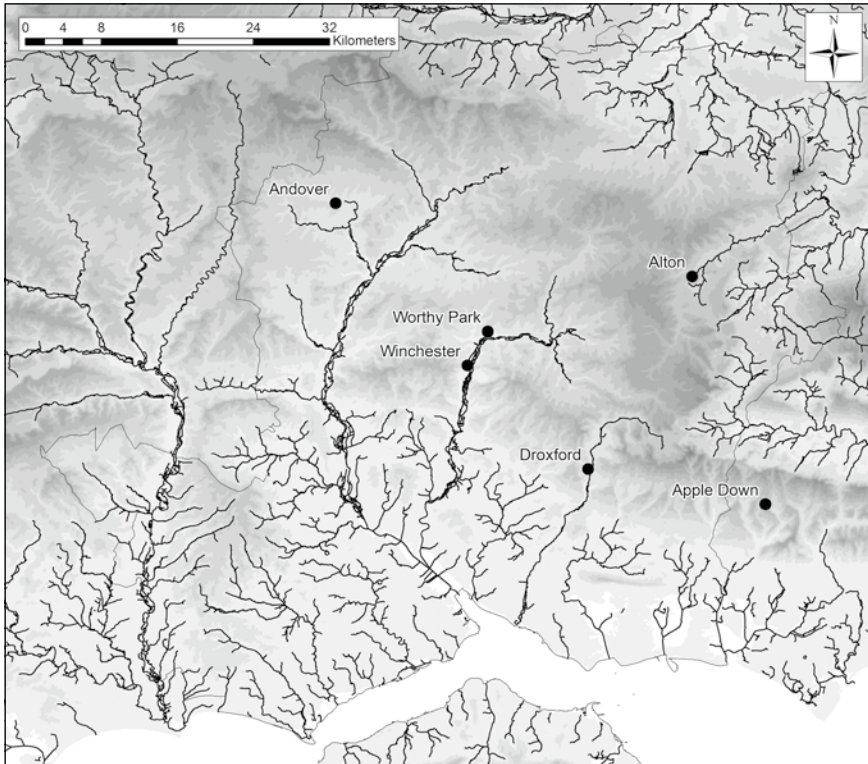 0 4 8 16 24 32
Kilometers
N
Andover
Alton
Worthy Park
Winchester
Droxford
Apple Down